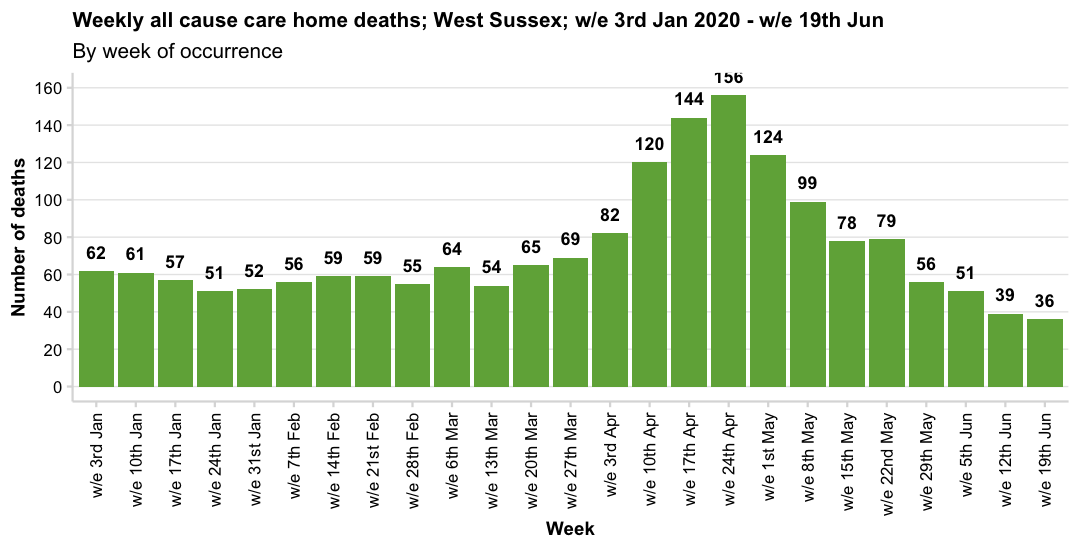 Weekly all cause care home deaths; West Sussex; w/e 3rd Jan 2020 - w/e 19th Jun
By week of occurrence
Number of deaths
160
140
120
100
80
60
40
20
0
62
61
57
51
52
56
59
59
55
64
54
65
69
82
120
144
156
124
99
78
79
56
51
39
36
w/e 3rd Jan
w/e 10th Jan
w/e 17th Jan
w/e 24th Jan
w/e 31st Jan
w/e 7th Feb
w/e 14th Feb
w/e 21st Feb
w/e 28th Feb
w/e 6th Mar
w/e 13th Mar
w/e 20th Mar
w/e 27th Mar
w/e 3rd Apr
w/e 10th Apr
w/e 17th Apr
w/e 24th Apr
w/e 1st May
w/e 8th May
w/e 15th May
w/e 22nd May
w/e 29th May
w/e 5th Jun
w/e 12th Jun
w/e 19th Jun
Week